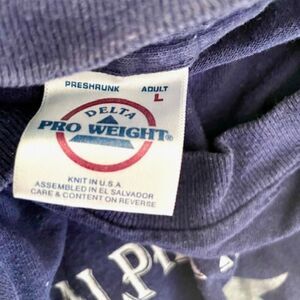 PRESHRUNK ADULT
L
DELTA
PRO WEIGHT®
KNIT IN U.S.A.
ASSEMBLED IN EL SALVADOR
CARE & CONTENT ON REVERSE